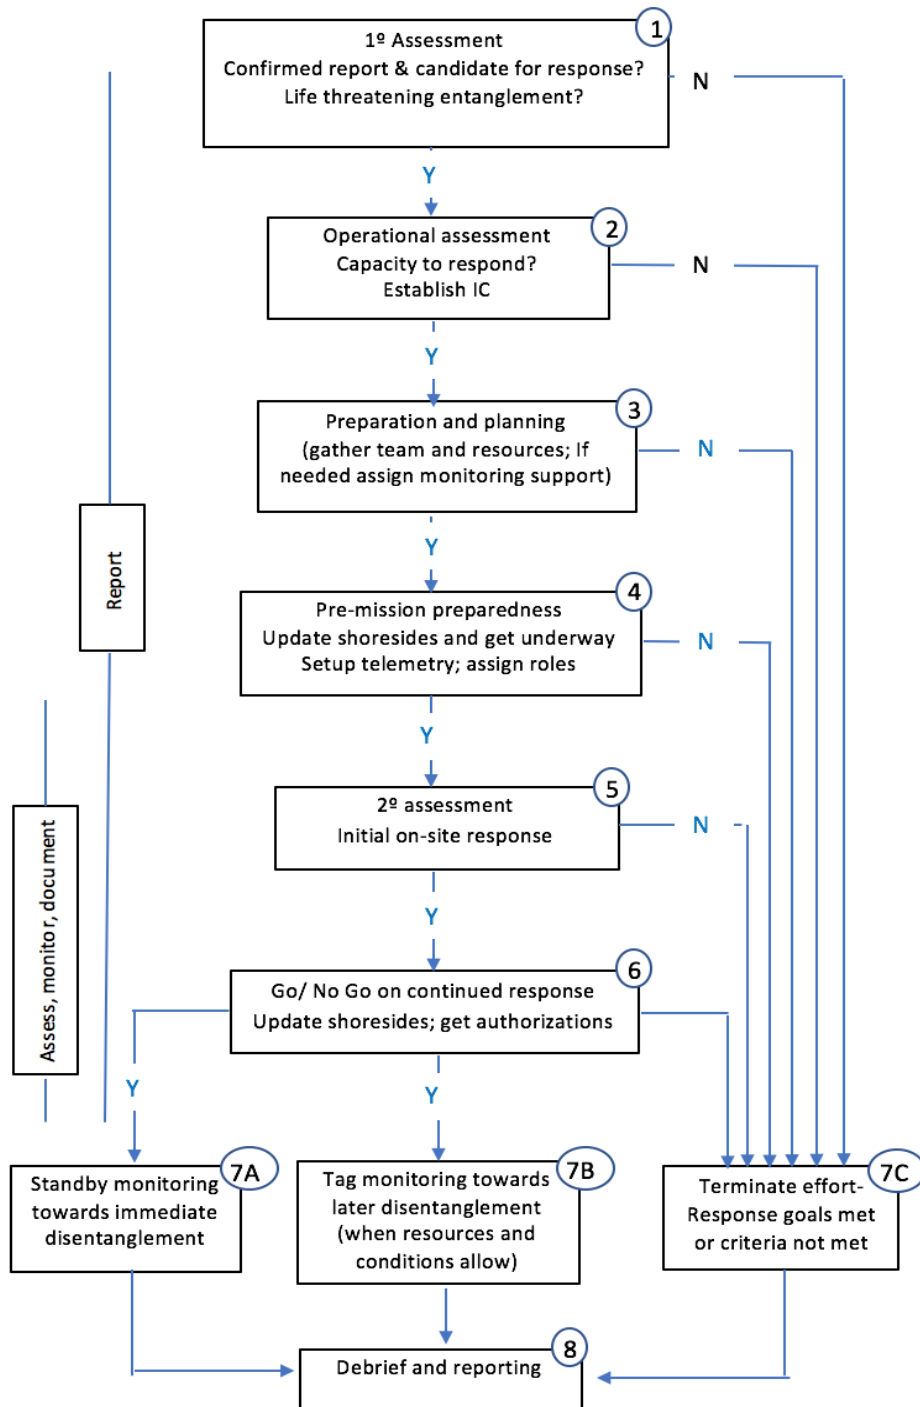 1
1º Assessment
Confirmed report & candidate for response?
Life threatening entanglement?
N
Y
2
Operational assessment
Capacity to respond?
Establish IC
N
Y
3
Preparation and planning
(gather team and resources; If
needed assign monitoring support)
N
Y
Report
4
Pre-mission preparedness
Update shoresides and get underway
Setup telemetry; assign roles
N
Y
5
2º assessment
Initial on-site response
N
Assess, monitor, document
Y
6
Go/ No Go on continued response
Update shoresides; get authorizations
Y
Y
7A
Standby monitoring
towards immediate
disentanglement
7B
Tag monitoring towards
later disentanglement
(when resources and
conditions allow)
7C
Terminate effort-
Response goals met
or criteria not met
8
Debrief and reporting